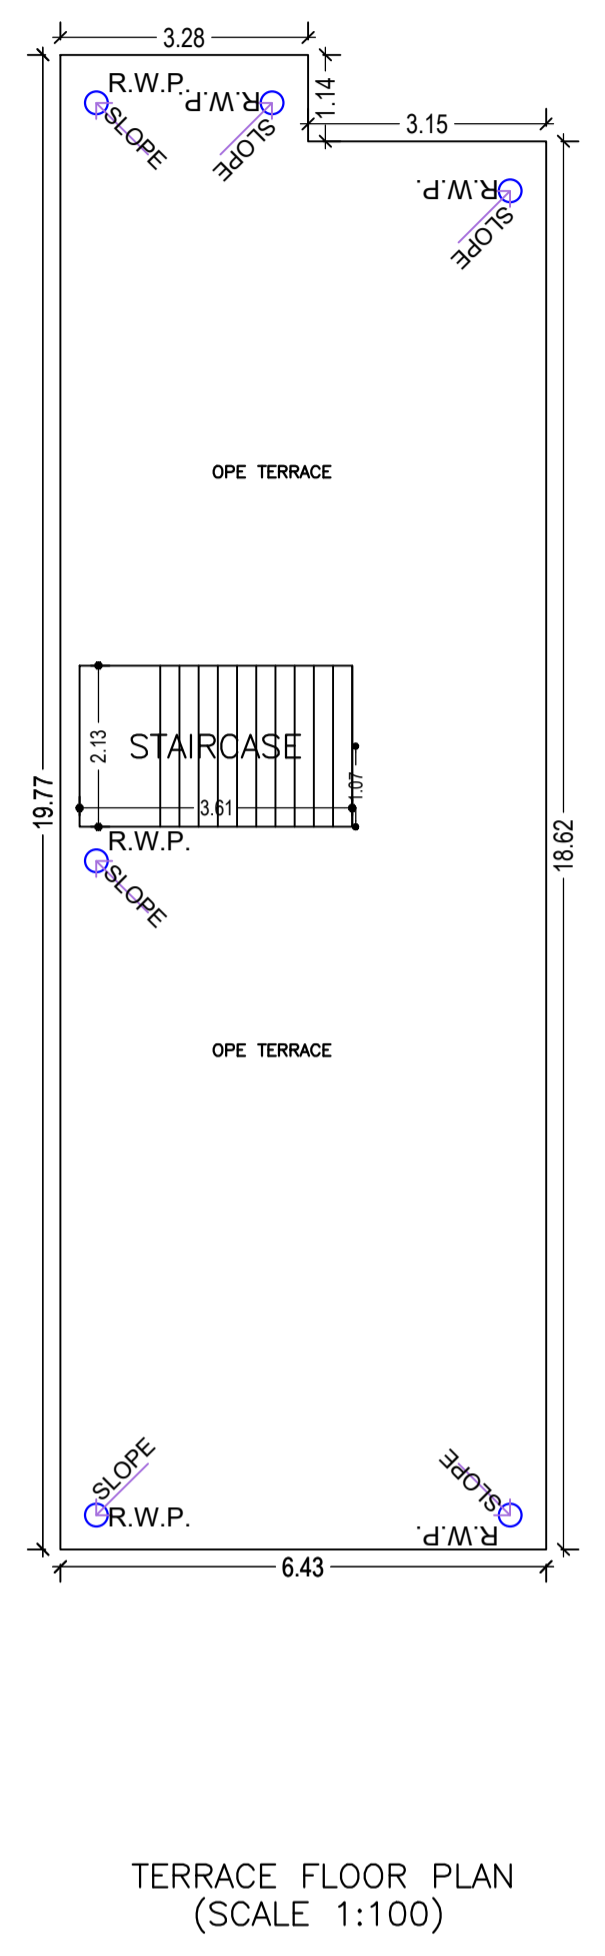 3.28
R.W.P.
R.W.P.
1.14
SLOPE
SLOPE
3.15
R.W.P.
SLOPE
OPE TERRACE
2.13
STAIRCASE
1.07
3.61
19.77
18.62
R.W.P.
SLOPE
OPE TERRACE
SLOPE
SLOPE
R.W.P.
R.W.P.
6.43
TERRACE FLOOR PLAN
(SCALE 1:100)